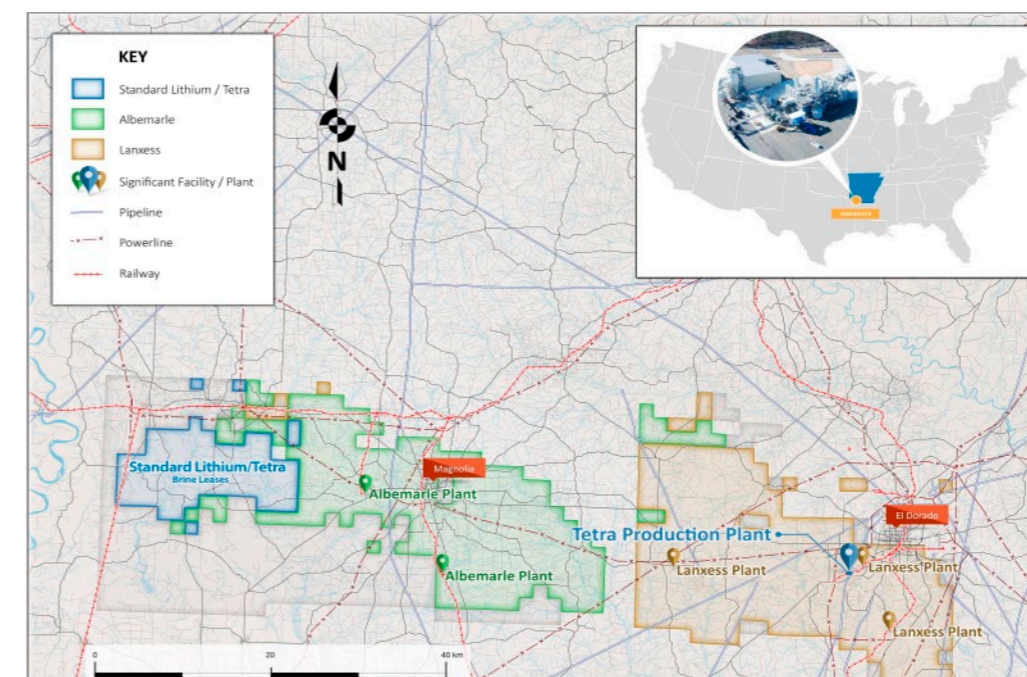 KEY
Standard Lithium / Tetra
Albemarle
Lanxess
Significant Facility / Plant
Pipeline
Powerline
Railway
N
Standard Lithium/Tetra
Brine Leases
Magnolia
Albemarle Plant
Albemarle Plant
El Dorado
Tetra Production Plant
Lanxess Plant
Lanxess Plant
Lanxess Plant
0 20 40 km